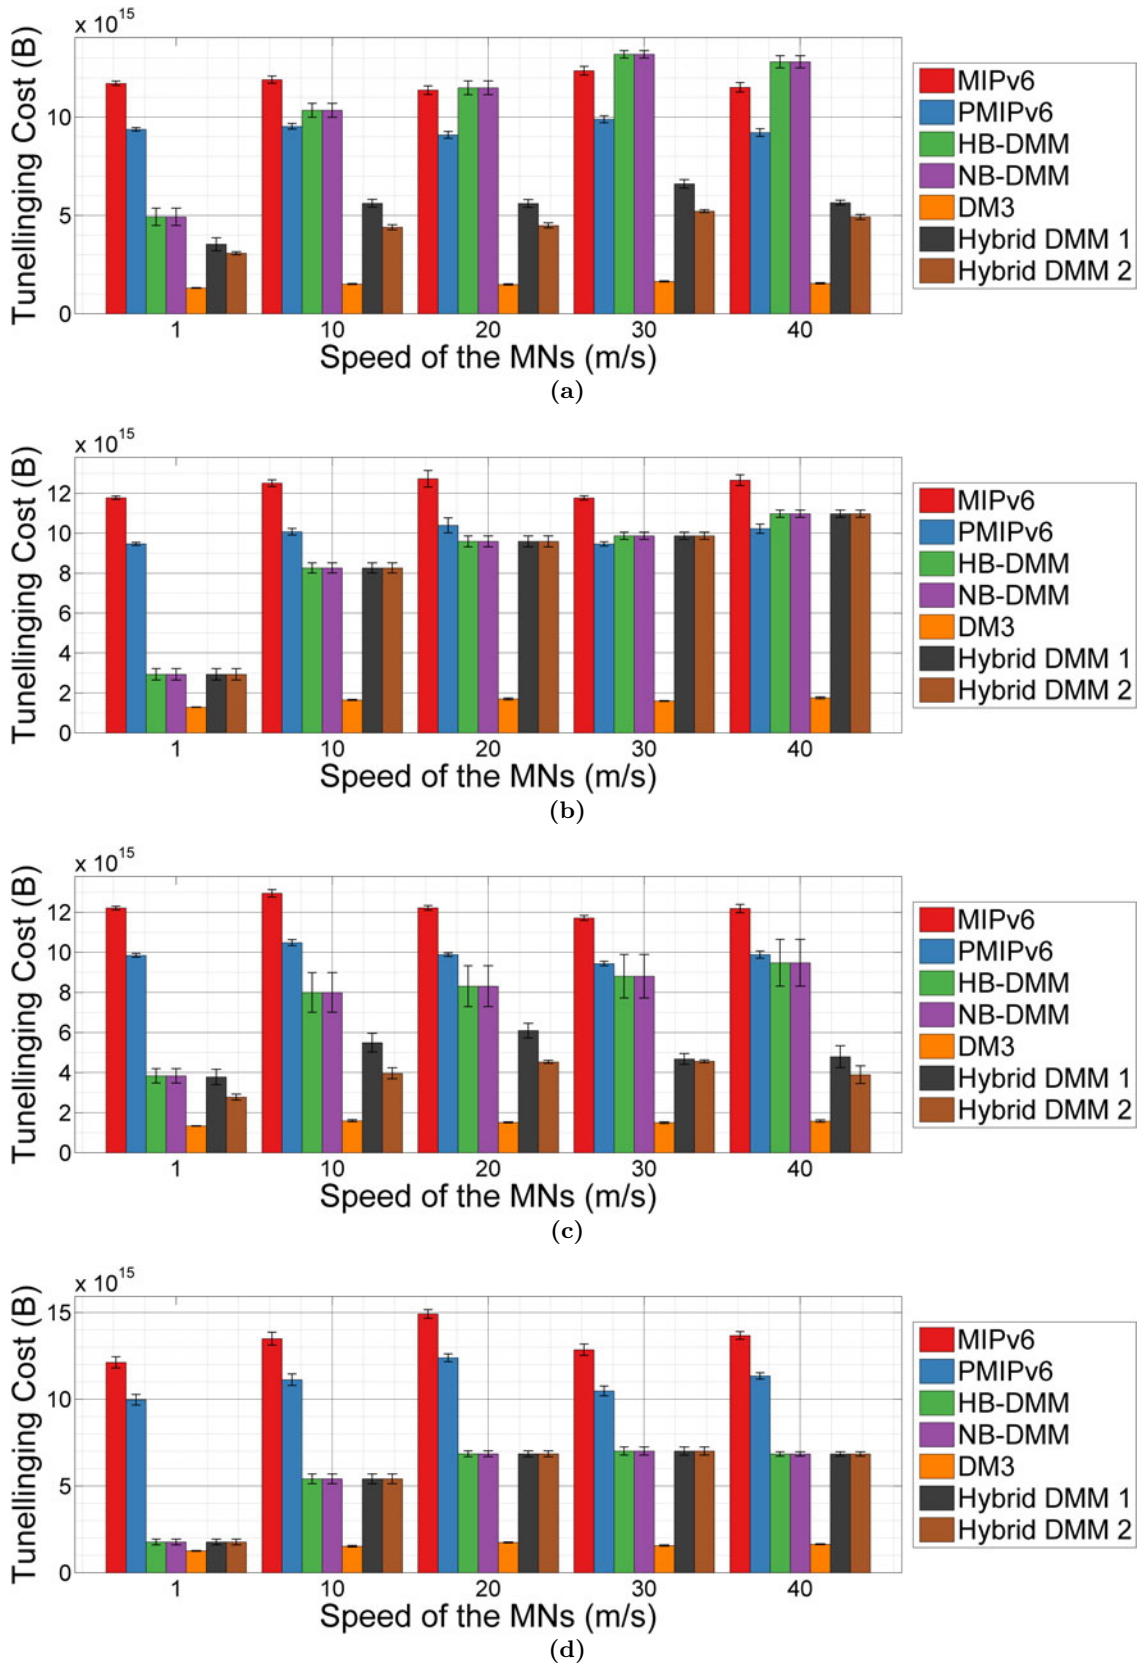 x 10^15
Tunellinging Cost (B)
10
5
0
1 10 20 30 40
Speed of the MNs (m/s)
MIPv6
PMIPv6
HB-DMM
NB-DMM
DM3
Hybrid DMM 1
Hybrid DMM 2
(a)
x 10^15
Tunellinging Cost (B)
12
10
8
6
4
2
0
1 10 20 30 40
Speed of the MNs (m/s)
MIPv6
PMIPv6
HB-DMM
NB-DMM
DM3
Hybrid DMM 1
Hybrid DMM 2
(b)
x 10^15
Tunellinging Cost (B)
12
10
8
6
4
2
0
1 10 20 30 40
Speed of the MNs (m/s)
MIPv6
PMIPv6
HB-DMM
NB-DMM
DM3
Hybrid DMM 1
Hybrid DMM 2
(c)
x 10^15
Tunellinging Cost (B)
15
10
5
0
1 10 20 30 40
Speed of the MNs (m/s)
MIPv6
PMIPv6
HB-DMM
NB-DMM
DM3
Hybrid DMM 1
Hybrid DMM 2
(d)